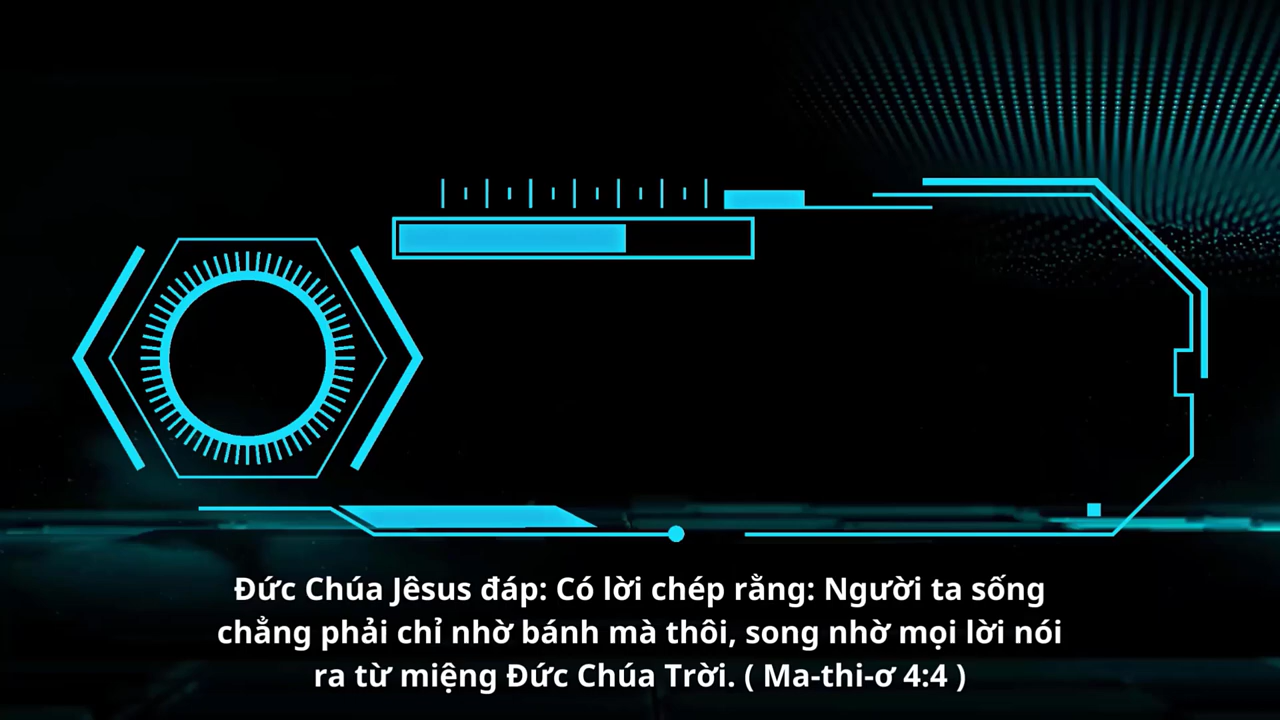 Đức Chúa Jêsus đáp: Có lời chép rằng: Người ta sống
chẳng phải chỉ nhờ bánh mà thôi, song nhờ mọi lời nói
ra từ miệng Đức Chúa Trời. ( Ma-thi-ơ 4:4 )